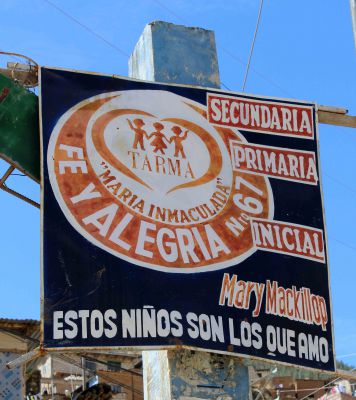 SECUNDARIA
PRIMARIA
INICIAL
TARMA
"MARIA INMACULADA"
FE Y ALEGRIA No 67
Mary Mackillop
ESTOS NIÑOS SON LOS QUE AMO